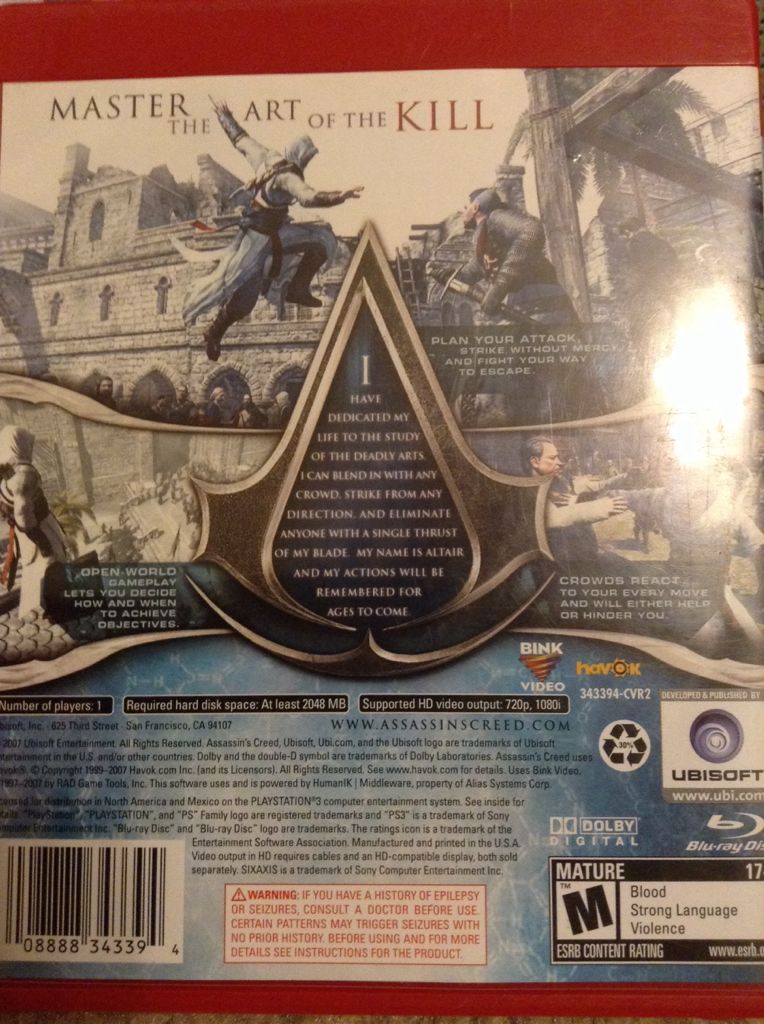 MASTER THE ART OF THE KILL
PLAN YOUR ATTACK,
STRIKE WITHOUT MERCY
AND FIGHT YOUR WAY
TO ESCAPE.
I
HAVE
DEDICATED MY
LIFE TO THE STUDY
OF THE DEADLY ARTS.
I CAN BLEND IN WITH ANY
CROWD, STRIKE FROM ANY
DIRECTION, AND ELIMINATE
ANYONE WITH A SINGLE THRUST
OF MY BLADE. MY NAME IS ALTAIR
AND MY ACTIONS WILL BE
REMEMBERED FOR
AGES TO COME.
OPEN-WORLD
GAMEPLAY
LETS YOU DECIDE
HOW AND WHEN
TO ACHIEVE
OBJECTIVES.
CROWDS REACT
TO YOUR EVERY MOVE
AND WILL EITHER HELP
OR HINDER YOU.
BINK
VIDEO
havok
343394-CVR2
Number of players: 1
Required hard disk space: At least 2048 MB
Supported HD video output: 720p, 1080i
Inc. · 625 Third Street · San Francisco, CA 94107
WWW.ASSASSINSCREED.COM
2007 Ubisoft Entertainment. All Rights Reserved. Assassin's Creed, Ubisoft, Ubi.com, and the Ubisoft logo are trademarks of Ubisoft
in the U.S. and/or other countries. Dolby and the double-D symbol are trademarks of Dolby Laboratories. Assassin's Creed uses
© Copyright 1999-2007 Havok.com Inc. (and its Licensors). All Rights Reserved. See www.havok.com for details. Uses Bink Video.
1997-2007 by RAD Game Tools, Inc. This software uses and is powered by HumanIK | Middleware, property of Alias Systems Corp.
for distribution in North America and Mexico on the PLAYSTATION®3 computer entertainment system. See inside for
"PlayStation", "PLAYSTATION", and "PS" Family logo are registered trademarks and "PS3" is a trademark of Sony
Computer Entertainment Inc. "Blu-ray Disc" and "Blu-ray Disc" logo are trademarks. The ratings icon is a trademark of the
Entertainment Software Association. Manufactured and printed in the U.S.A.
Video output in HD requires cables and an HD-compatible display, both sold
separately. SIXAXIS is a trademark of Sony Computer Entertainment Inc.
30%
DEVELOPED & PUBLISHED BY
UBISOFT
www.ubi.com
DOLBY
DIGITAL
Blu-ray
08888 34339 4
WARNING: IF YOU HAVE A HISTORY OF EPILEPSY
OR SEIZURES, CONSULT A DOCTOR BEFORE USE.
CERTAIN PATTERNS MAY TRIGGER SEIZURES WITH
NO PRIOR HISTORY. BEFORE USING AND FOR MORE
DETAILS SEE INSTRUCTIONS FOR THE PRODUCT.
MATURE 17
M
TM
Blood
Strong Language
Violence
ESRB CONTENT RATING www.esrb.o